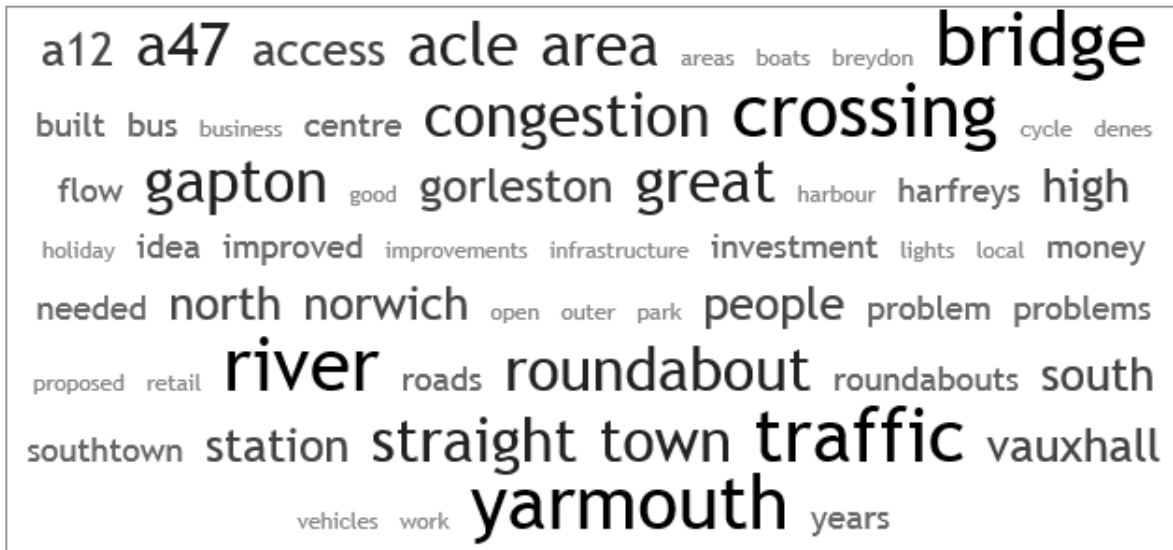 a12 a47 access acle area areas boats breydon bridge
built bus business centre congestion crossing cycle denes
flow gapton good gorleston great harbour harfreys high
holiday idea improved improvements infrastructure investment lights local money
needed north norwich open outer park people problem problems
proposed retail river roads roundabout roundabouts south
southtown station straight town traffic vauxhall
vehicles work yarmouth years